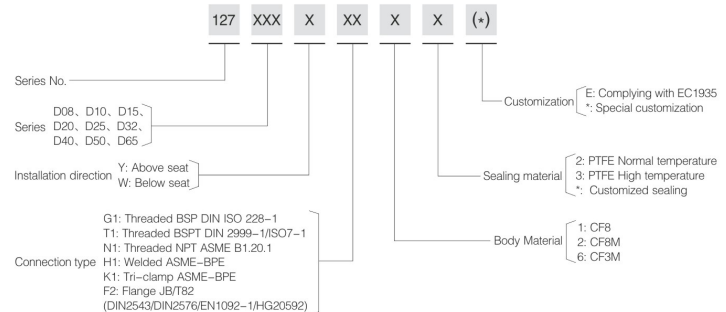 127 XXX X XX X X (*)
Series No.
Series
D08、D10、D15、
D20、D25、D32、
D40、D50、D65
Installation direction
Y: Above seat
W: Below seat
Connection type
G1: Threaded BSP DIN ISO 228-1
T1: Threaded BSPT DIN 2999-1/ISO7-1
N1: Threaded NPT ASME B1.20.1
H1: Welded ASME-BPE
K1: Tri-clamp ASME-BPE
F2: Flange JB/T82
(DIN2543/DIN2576/EN1092-1/HG20592)
Customization
E: Complying with EC1935
*: Special customization
Sealing material
2: PTFE Normal temperature
3: PTFE High temperature
*: Customized sealing
Body Material
1: CF8
2: CF8M
6: CF3M